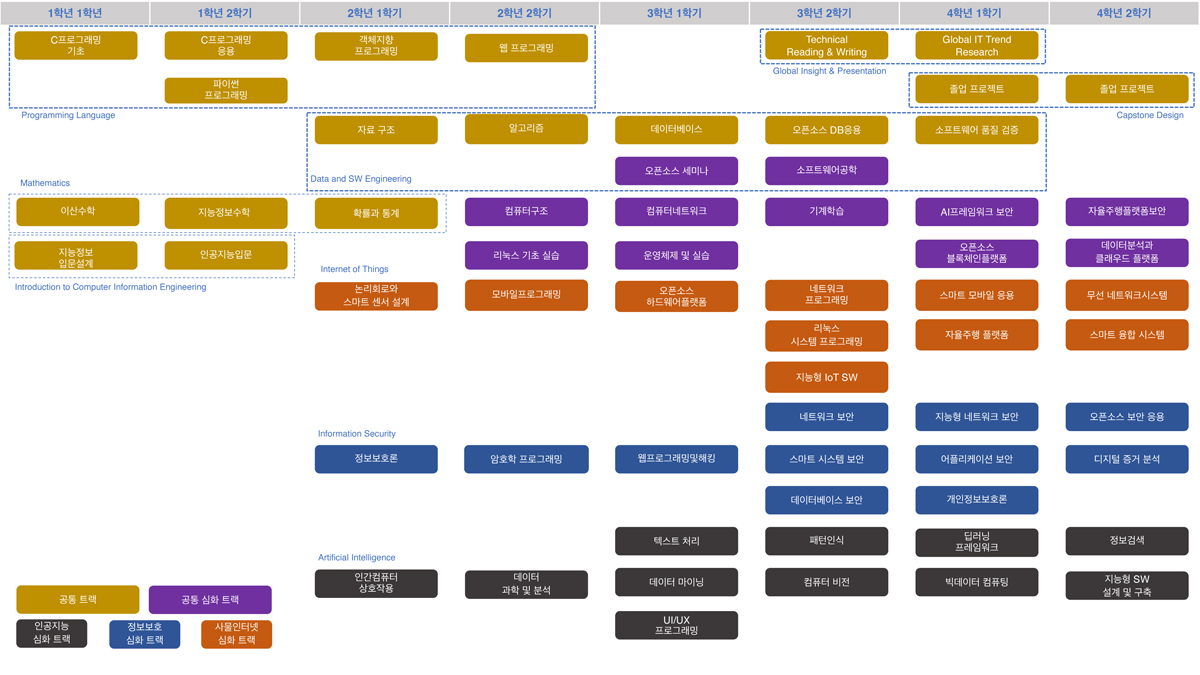 1학년 1학년
1학년 2학기
2학년 1학기
2학년 2학기
3학년 1학기
3학년 2학기
4학년 1학기
4학년 2학기
C프로그래밍
기초
C프로그래밍
응용
객체지향
프로그래밍
웹 프로그래밍
Technical
Reading & Writing
Global IT Trend
Research
Global Insight & Presentation
파이썬
프로그래밍
졸업 프로젝트
졸업 프로젝트
Programming Language
Capstone Design
자료 구조
알고리즘
데이터베이스
오픈소스 DB응용
소프트웨어 품질 검증
오픈소스 세미나
소프트웨어공학
Data and SW Engineering
Mathematics
이산수학
지능정보수학
확률과 통계
컴퓨터구조
컴퓨터네트워크
기계학습
AI프레임워크 보안
자율주행플랫폼보안
지능정보
입문설계
인공지능입문
리눅스 기초 실습
운영체제 및 실습
오픈소스
블록체인플랫폼
데이터분석과
클래우드 플랫폼
Internet of Things
Introduction to Computer Information Engineering
논리회로와
스마트 센서 설계
모바일프로그래밍
오픈소스
하드웨어플랫폼
네트워크
프로그래밍
스마트 모바일 응용
무선 네트워크시스템
리눅스
시스템 프로그래밍
자율주행 플랫폼
스마트 융합 시스템
지능형 IoT SW
네트워크 보안
지능형 네트워크 보안
오픈소스 보안 응용
Information Security
정보보호론
암호학 프로그래밍
웹프로그래밍및해킹
스마트 시스템 보안
어플리케이션 보안
디지털 증거 분석
데이터베이스 보안
개인정보보호론
텍스트 처리
패턴인식
딥러닝
프레임워크
정보검색
Artificial Intelligence
인간컴퓨터
상호작용
데이터
과학 및 분석
데이터 마이닝
컴퓨터 비전
빅데이터 컴퓨팅
지능형 SW
설계 및 구축
UI/UX
프로그래밍
공통 트랙
공통 심화 트랙
인공지능
심화 트랙
정보보호
심화 트랙
사물인터넷
심화 트랙